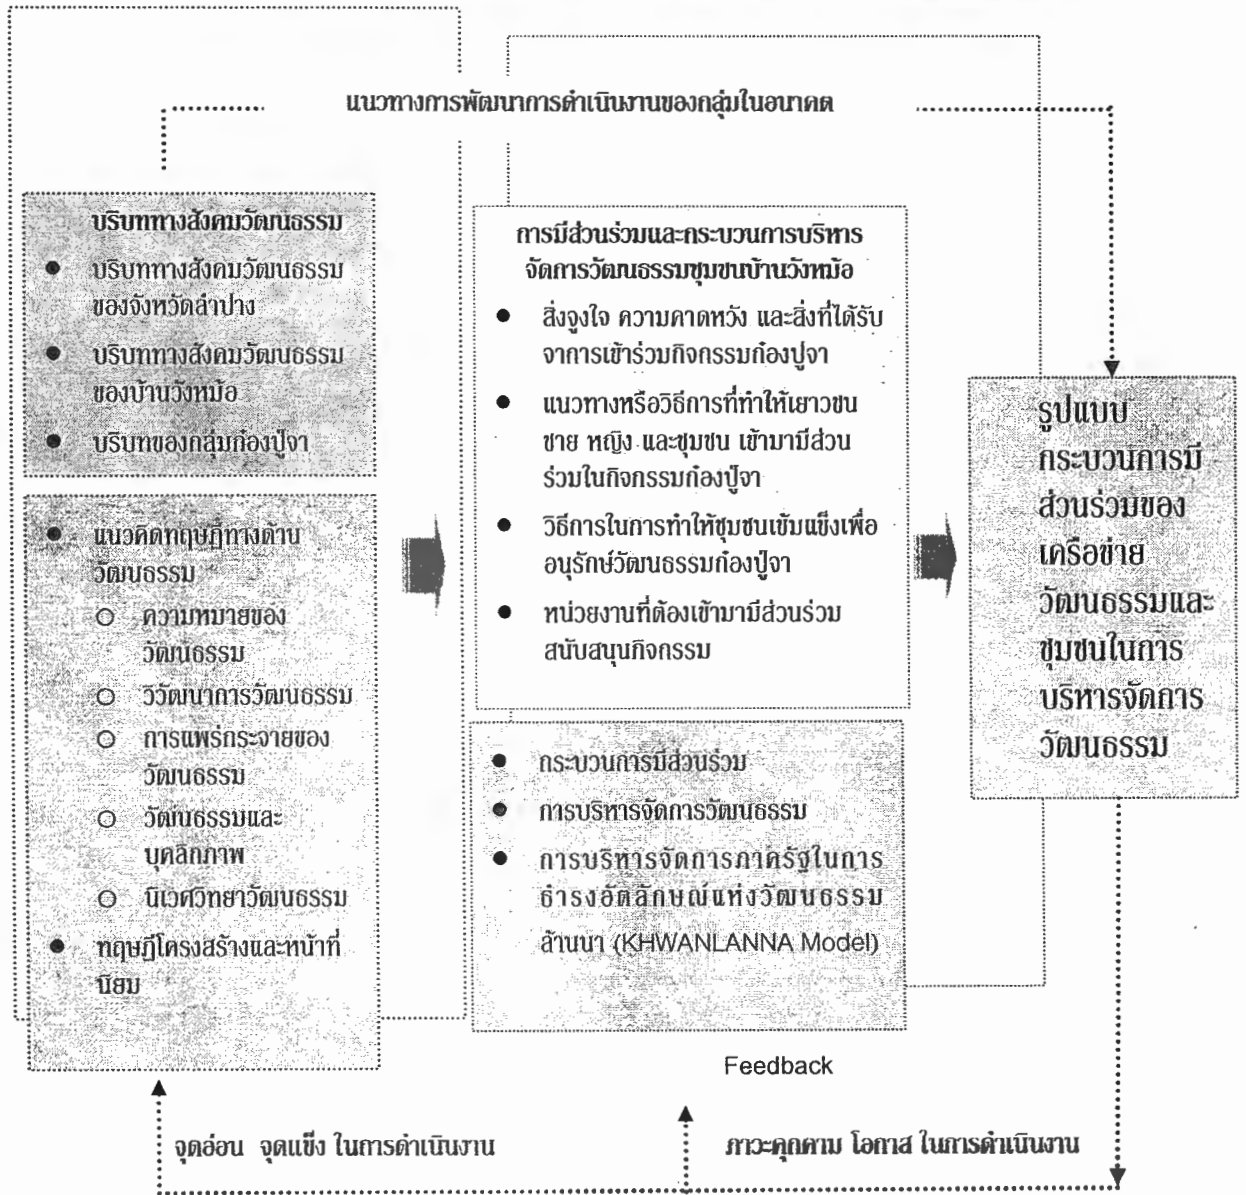 แนวทางการพัฒนาการดำเนินงานของกลุ่มในอนาคต
บริบททางสังคมวัฒนธรรม
● บริบททางสังคมวัฒนธรรม
ของจังหวัดลำปาง
● บริบททางสังคมวัฒนธรรม
ของบ้านวังหม้อ
● บริบทของกลุ่มก๋องปู่จา
● แนวคิดทฤษฎีทางด้าน
วัฒนธรรม
○ ความหมายของ
วัฒนธรรม
○ วิวัฒนาการวัฒนธรรม
○ การแพร่กระจายของ
วัฒนธรรม
○ วัฒนธรรมและ
บุคลิกภาพ
○ นิเวศวิทยาวัฒนธรรม
● ทฤษฎีโครงสร้างและหน้าที่
นิยม
การมีส่วนร่วมและกระบวนการบริหาร
จัดการวัฒนธรรมชุมชนบ้านวังหม้อ
● สิ่งจูงใจ ความคาดหวัง และสิ่งที่ได้รับ
จาการเข้าร่วมกิจกรรมก๋องปูจา
● แนวทางหรือวิธีการที่ทำให้เยาวชน
ชาย หญิง และชุมชน เข้ามามีส่วน
ร่วมในกิจกรรมก๋องปู่จา
● วิธีการในการทำให้ชุมชนเข้มแข็งเพื่อ
อนุรักษ์วัฒนธรรมก๋องปู่จา
● หน่วยงานที่ต้องเข้ามามีส่วนร่วม
สนับสนุนกิจกรรม
● กระบวนการมีส่วนร่วม
● การบริหารจัดการวัฒนธรรม
● การบริหารจัดการภาครัฐในการ
ธำรงอัตลักษณ์แห่งวัฒนธรรม
ล้านนา (KHWANLANNA Model)
รูปแบบ
กระบวนการมี
ส่วนร่วมของ
เครือข่าย
วัฒนธรรมและ
ชุมชนในการ
บริหารจัดการ
วัฒนธรรม
Feedback
จุดอ่อน จุดแข็ง ในการดำเนินงาน
ภาวะคุกคาม โอกาส ในการดำเนินงาน